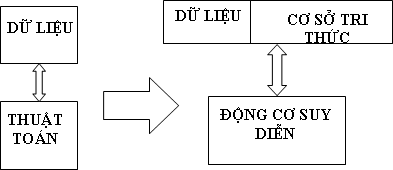 DỮ LIỆU
THUẬT
TOÁN
DỮ LIỆU
CƠ SỞ TRI
THỨC
ĐỘNG CƠ SUY
DIỄN